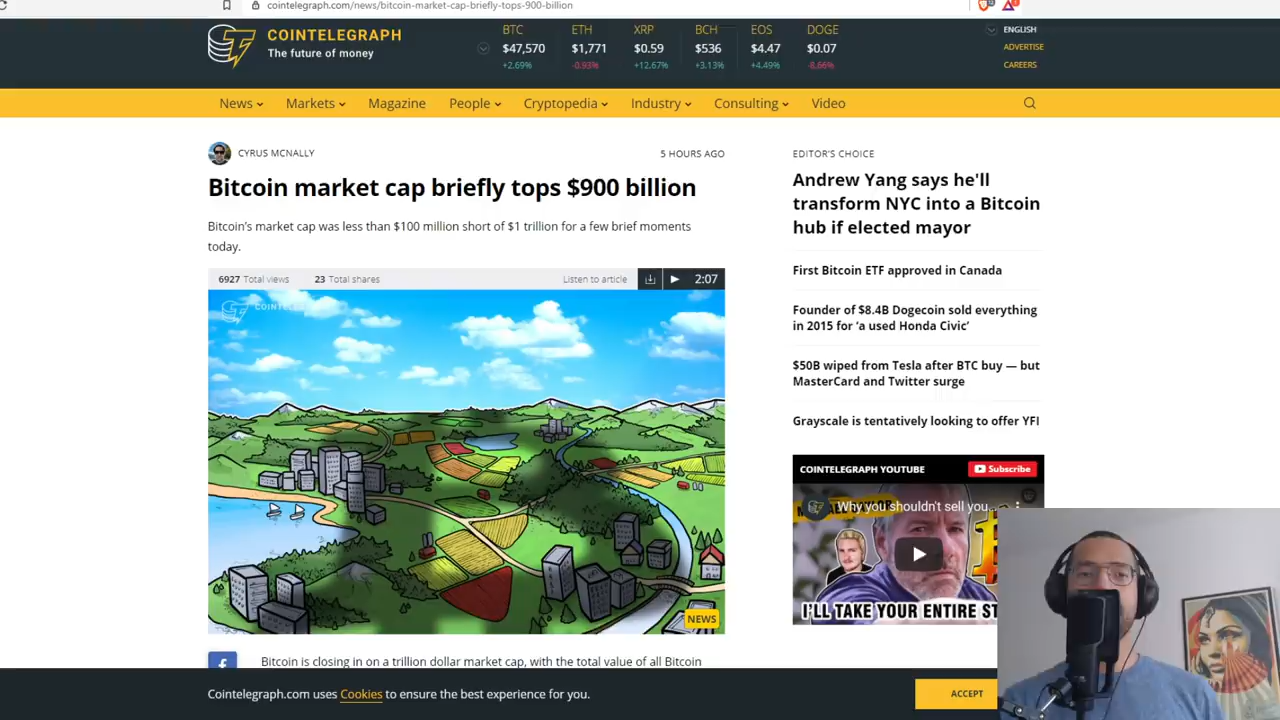 cointelegraph.com/news/bitcoin-market-cap-briefly-tops-900-billion
COINTELEGRAPH
The future of money
BTC
$47,570
+2.69%
ETH
$1,771
-0.93%
XRP
$0.59
+12.67%
BCH
$536
+3.13%
EOS
$4.47
+4.49%
DOGE
$0.07
-8.66%
ENGLISH
ADVERTISE
CAREERS
News
Markets
Magazine
People
Cryptopedia
Industry
Consulting
Video
CYRUS MCNALLY
5 HOURS AGO
Bitcoin market cap briefly tops $900 billion
Bitcoin's market cap was less than $100 million short of $1 trillion for a few brief moments
today.
6927 Total views
23 Total shares
Listen to article
2:07
NEWS
Bitcoin is closing in on a trillion dollar market cap, with the total value of all Bitcoin
EDITOR'S CHOICE
Andrew Yang says he'll
transform NYC into a Bitcoin
hub if elected mayor
First Bitcoin ETF approved in Canada
Founder of $8.4B Dogecoin sold everything
in 2015 for 'a used Honda Civic'
$50B wiped from Tesla after BTC buy — but
MasterCard and Twitter surge
Grayscale is tentatively looking to offer YFI
COINTELEGRAPH YOUTUBE
Subscribe
Why you shouldn't sell you...
I'LL TAKE YOUR ENTIRE ST
Cointelegraph.com uses Cookies to ensure the best experience for you.
ACCEPT